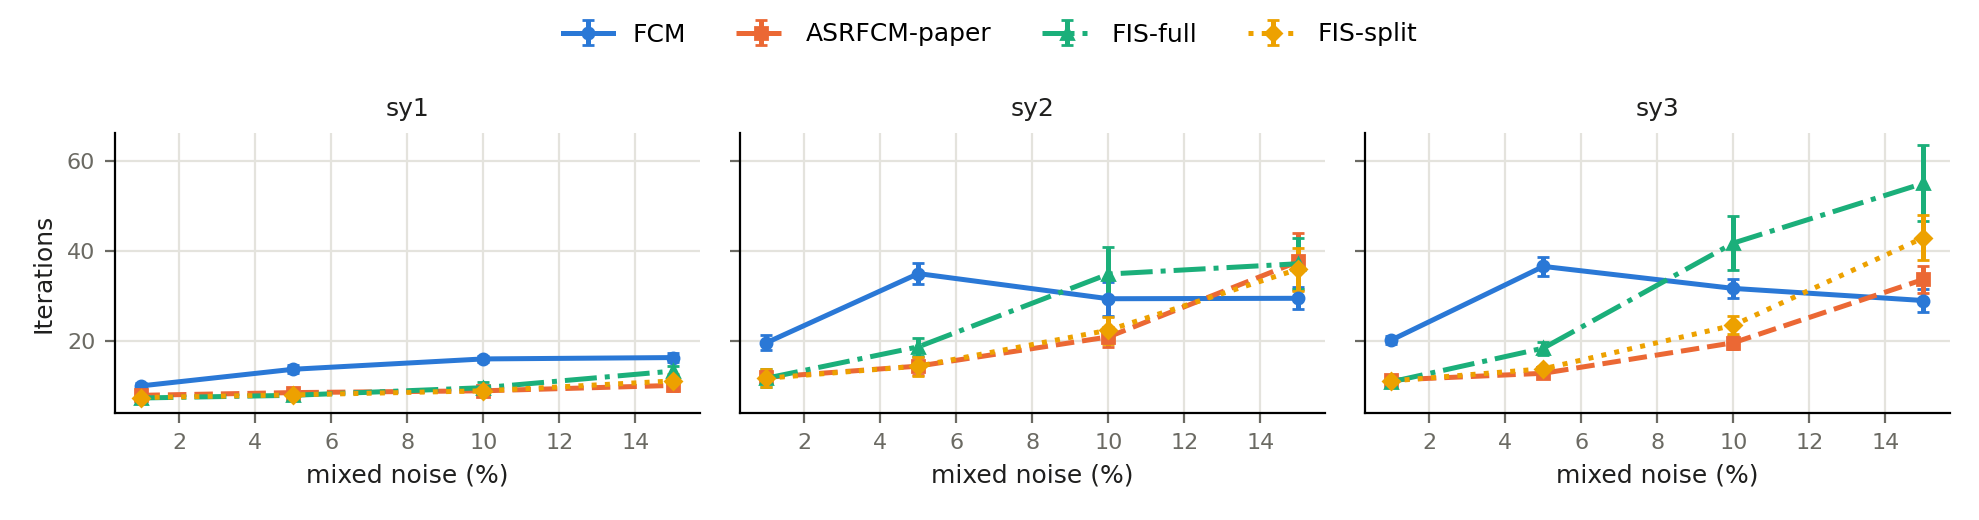 FCM ASRFCM-paper FIS-full FIS-split
sy1 sy2 sy3
60
40
20
Iterations
2 4 6 8 10 12 14 2 4 6 8 10 12 14 2 4 6 8 10 12 14
mixed noise (%) mixed noise (%) mixed noise (%)